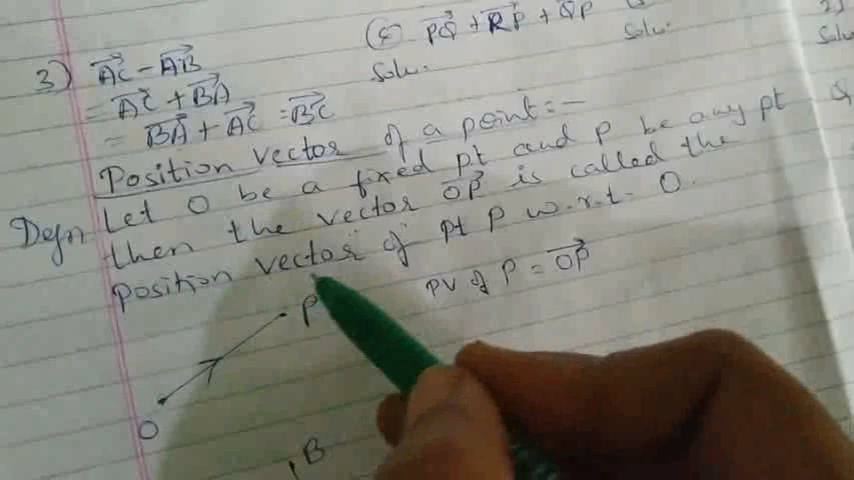 (c) PQ⃗ + RP⃗ + QP
Solu:
Solu:
3) AC⃗ - AB⃗
= AC⃗ + BA⃗
= BA⃗ + AC⃗ = BC⃗
Position vector of a point:-
Defn Let O be a fixed pt and P be any pt
then the vector OP⃗ is called the
position vector of pt P w.r.t. O.
PV of P = OP⃗
P
O
B